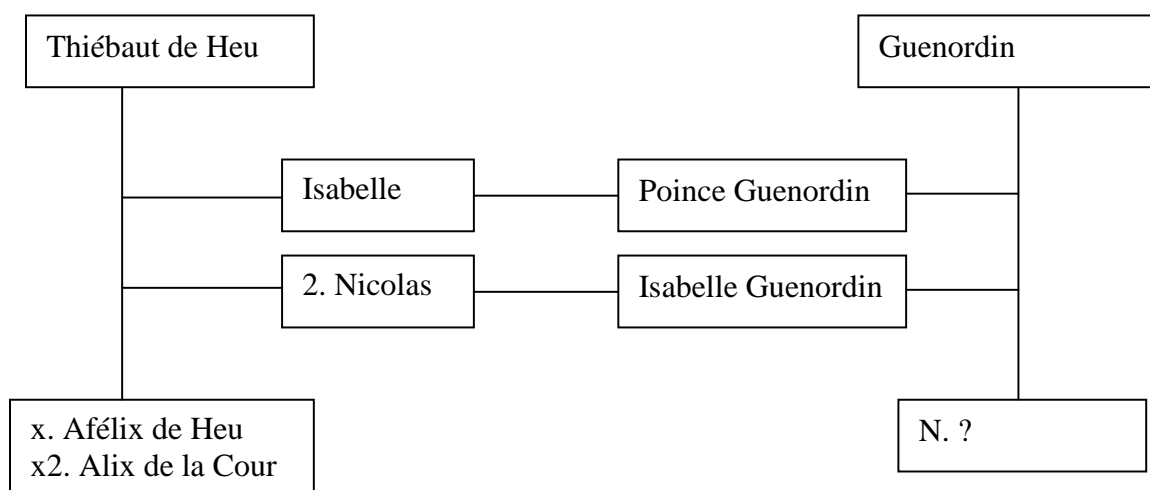 Thiébaut de Heu
Guenordin
Isabelle
Poince Guenordin
2. Nicolas
Isabelle Guenordin
x. Afélix de Heu
x2. Alix de la Cour
N. ?